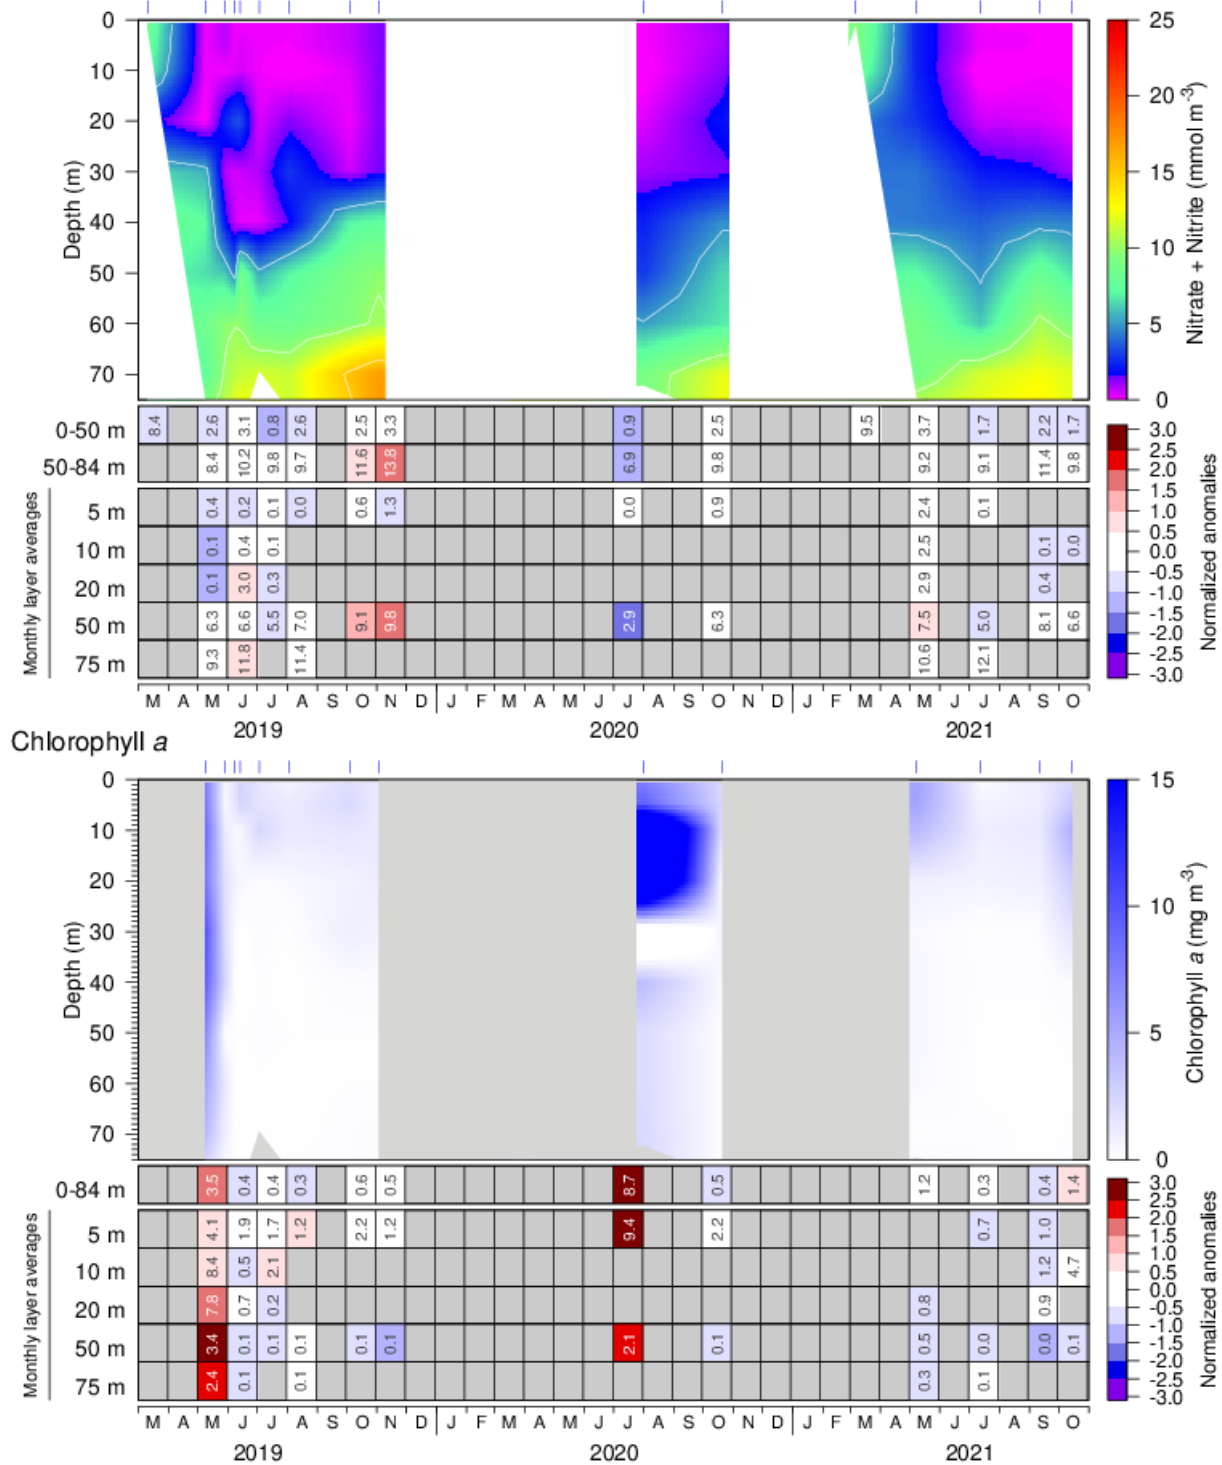 0
10
20
30
40
50
60
70
Depth (m)
25
20
15
10
5
0
Nitrate + Nitrite (mmol m-3)
0-50 m 8.4 2.6 3.1 0.8 2.6 2.5 3.3 0.9 2.5 9.5 3.7 1.7 2.2 1.7
50-84 m 8.4 10.2 9.8 9.7 11.6 13.8 6.9 9.8 9.2 9.1 11.4 9.8
Monthly layer averages
5 m 0.4 0.2 0.1 0.0 0.6 1.3 0.0 0.9 2.4 0.1
10 m 0.1 0.4 0.1 2.5 0.1 0.0
20 m 0.1 3.0 0.3 2.9 0.4
50 m 6.3 6.6 5.5 7.0 9.1 9.8 2.9 6.3 7.5 5.0 8.1 6.6
75 m 9.3 11.8 11.4 10.6 12.1
3.0
2.5
2.0
1.5
1.0
0.5
0.0
-0.5
-1.0
-1.5
-2.0
-2.5
-3.0
Normalized anomalies
M A M J J A S O N D J F M A M J J A S O N D J F M A M J J A S O
2019 2020 2021
Chlorophyll a
0
10
20
30
40
50
60
70
Depth (m)
15
10
5
0
Chlorophyll a (mg m-3)
0-84 m 3.5 0.4 0.4 0.3 0.6 0.5 8.7 0.5 1.2 0.3 0.4 1.4
Monthly layer averages
5 m 4.1 1.9 1.7 1.2 2.2 1.2 9.4 2.2 0.7 1.0
10 m 8.4 0.5 2.1 1.2 4.7
20 m 7.8 0.7 0.2 0.8 0.9
50 m 3.4 0.1 0.1 0.1 0.1 0.1 2.1 0.1 0.5 0.0 0.0 0.1
75 m 2.4 0.1 0.1 0.3 0.1
3.0
2.5
2.0
1.5
1.0
0.5
0.0
-0.5
-1.0
-1.5
-2.0
-2.5
-3.0
Normalized anomalies
M A M J J A S O N D J F M A M J J A S O N D J F M A M J J A S O
2019 2020 2021